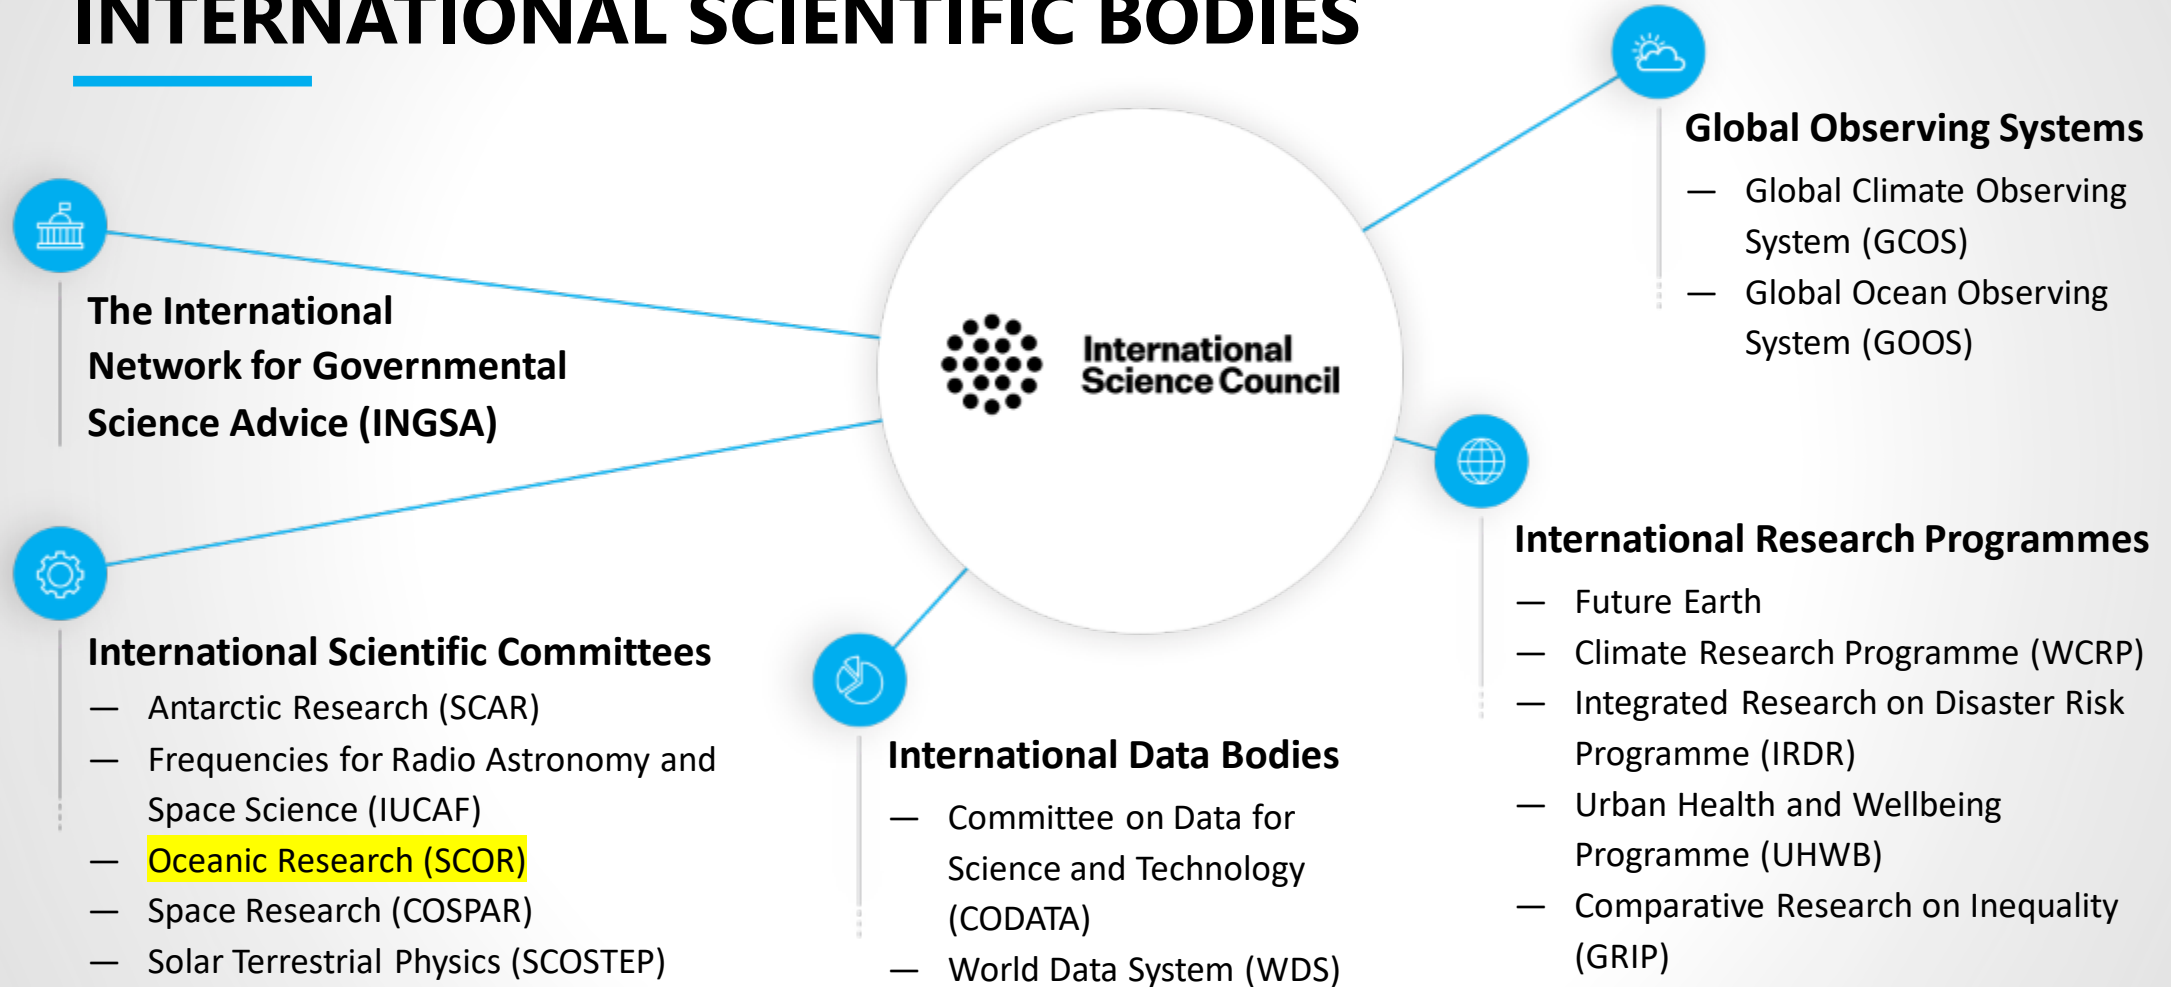 INTERNATIONAL SCIENTIFIC BODIES
The International
Network for Governmental
Science Advice (INGSA)
International Scientific Committees
— Antarctic Research (SCAR)
— Frequencies for Radio Astronomy and
Space Science (IUCAF)
— Oceanic Research (SCOR)
— Space Research (COSPAR)
— Solar Terrestrial Physics (SCOSTEP)
International
Science Council
International Data Bodies
— Committee on Data for
Science and Technology
(CODATA)
— World Data System (WDS)
Global Observing Systems
— Global Climate Observing
System (GCOS)
— Global Ocean Observing
System (GOOS)
International Research Programmes
— Future Earth
— Climate Research Programme (WCRP)
— Integrated Research on Disaster Risk
Programme (IRDR)
— Urban Health and Wellbeing
Programme (UHWB)
— Comparative Research on Inequality
(GRIP)